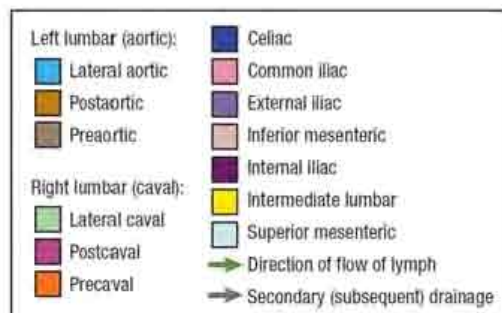 Left lumbar (aortic):
Lateral aortic
Postaortic
Preaortic
Right lumbar (caval):
Lateral caval
Postcaval
Precaval
Celiac
Common iliac
External iliac
Inferior mesenteric
Internal iliac
Intermediate lumbar
Superior mesenteric
Direction of flow of lymph
Secondary (subsequent) drainage